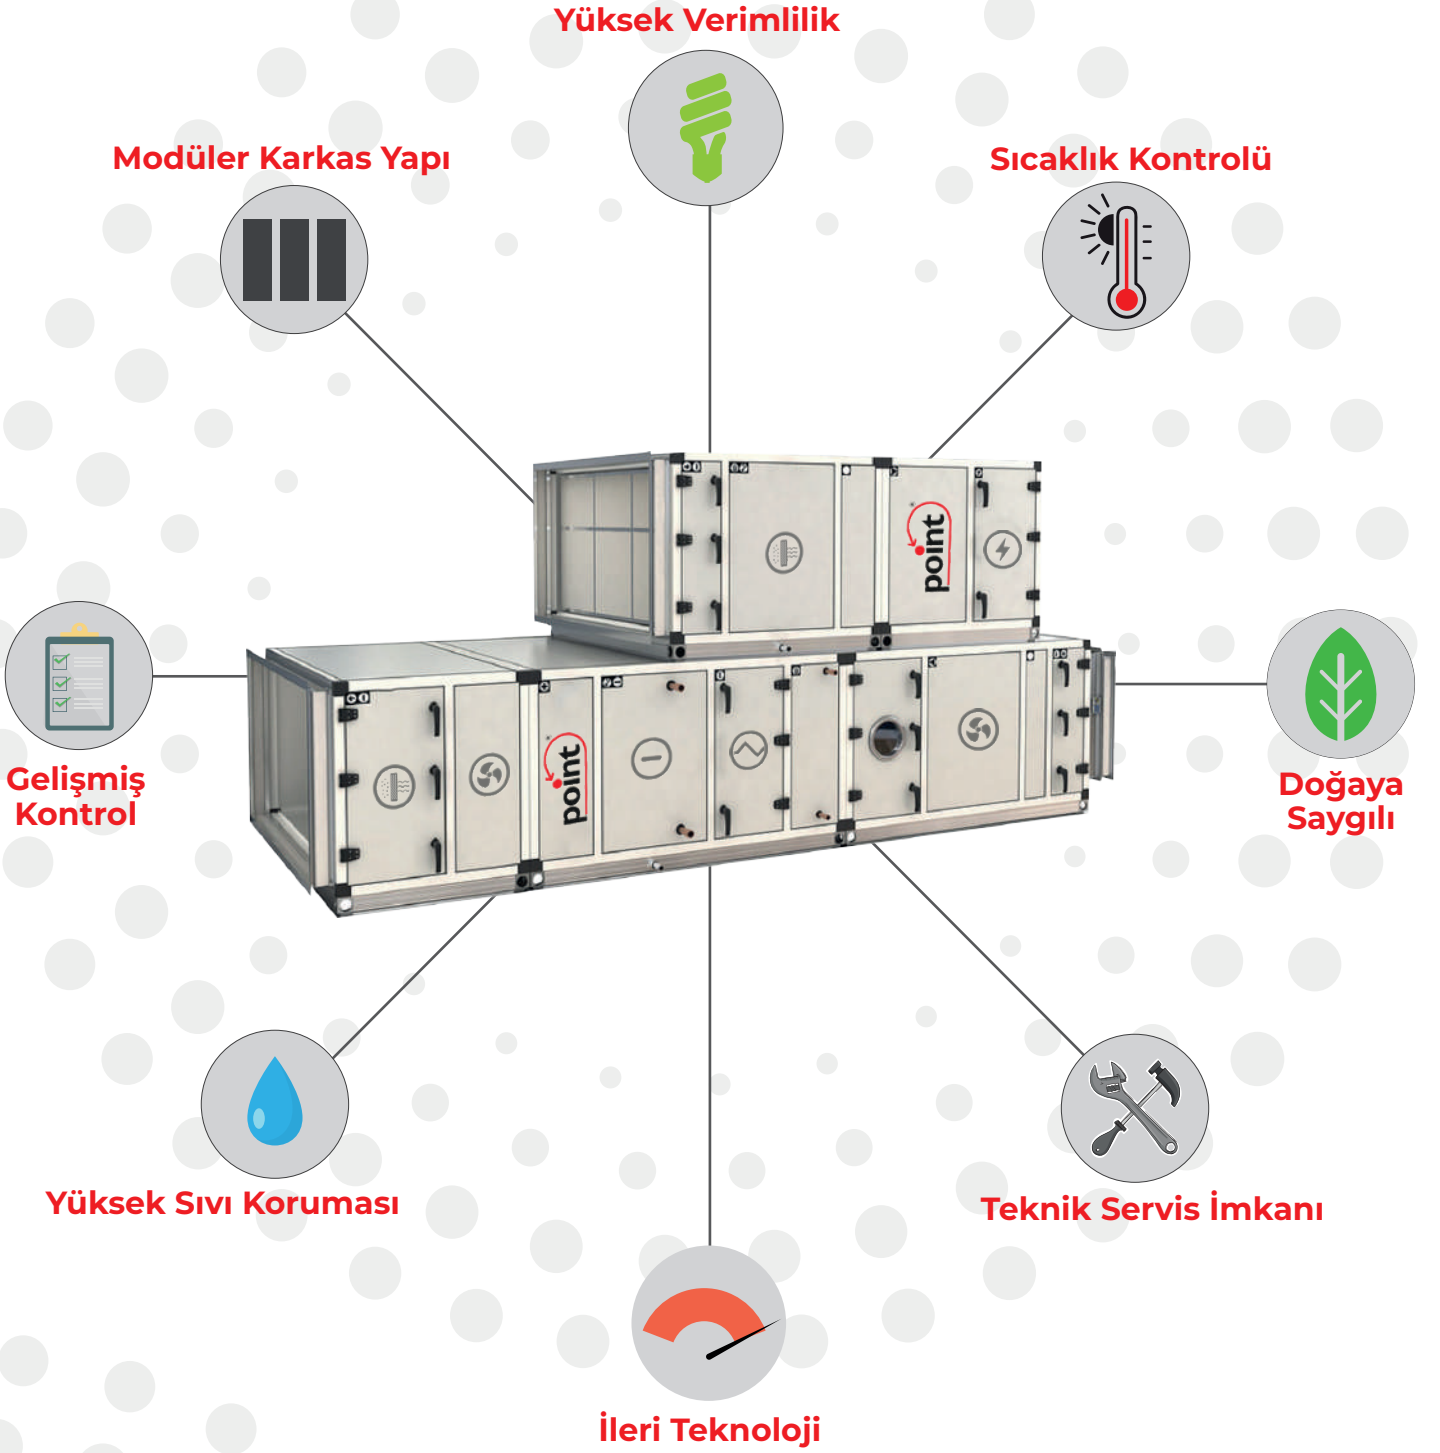 Yüksek Verimlilik
Modüler Karkas Yapı
Sıcaklık Kontrolü
point
point
Gelişmiş
Kontrol
Doğaya
Saygılı
Yüksek Sıvı Koruması
Teknik Servis İmkanı
İleri Teknoloji